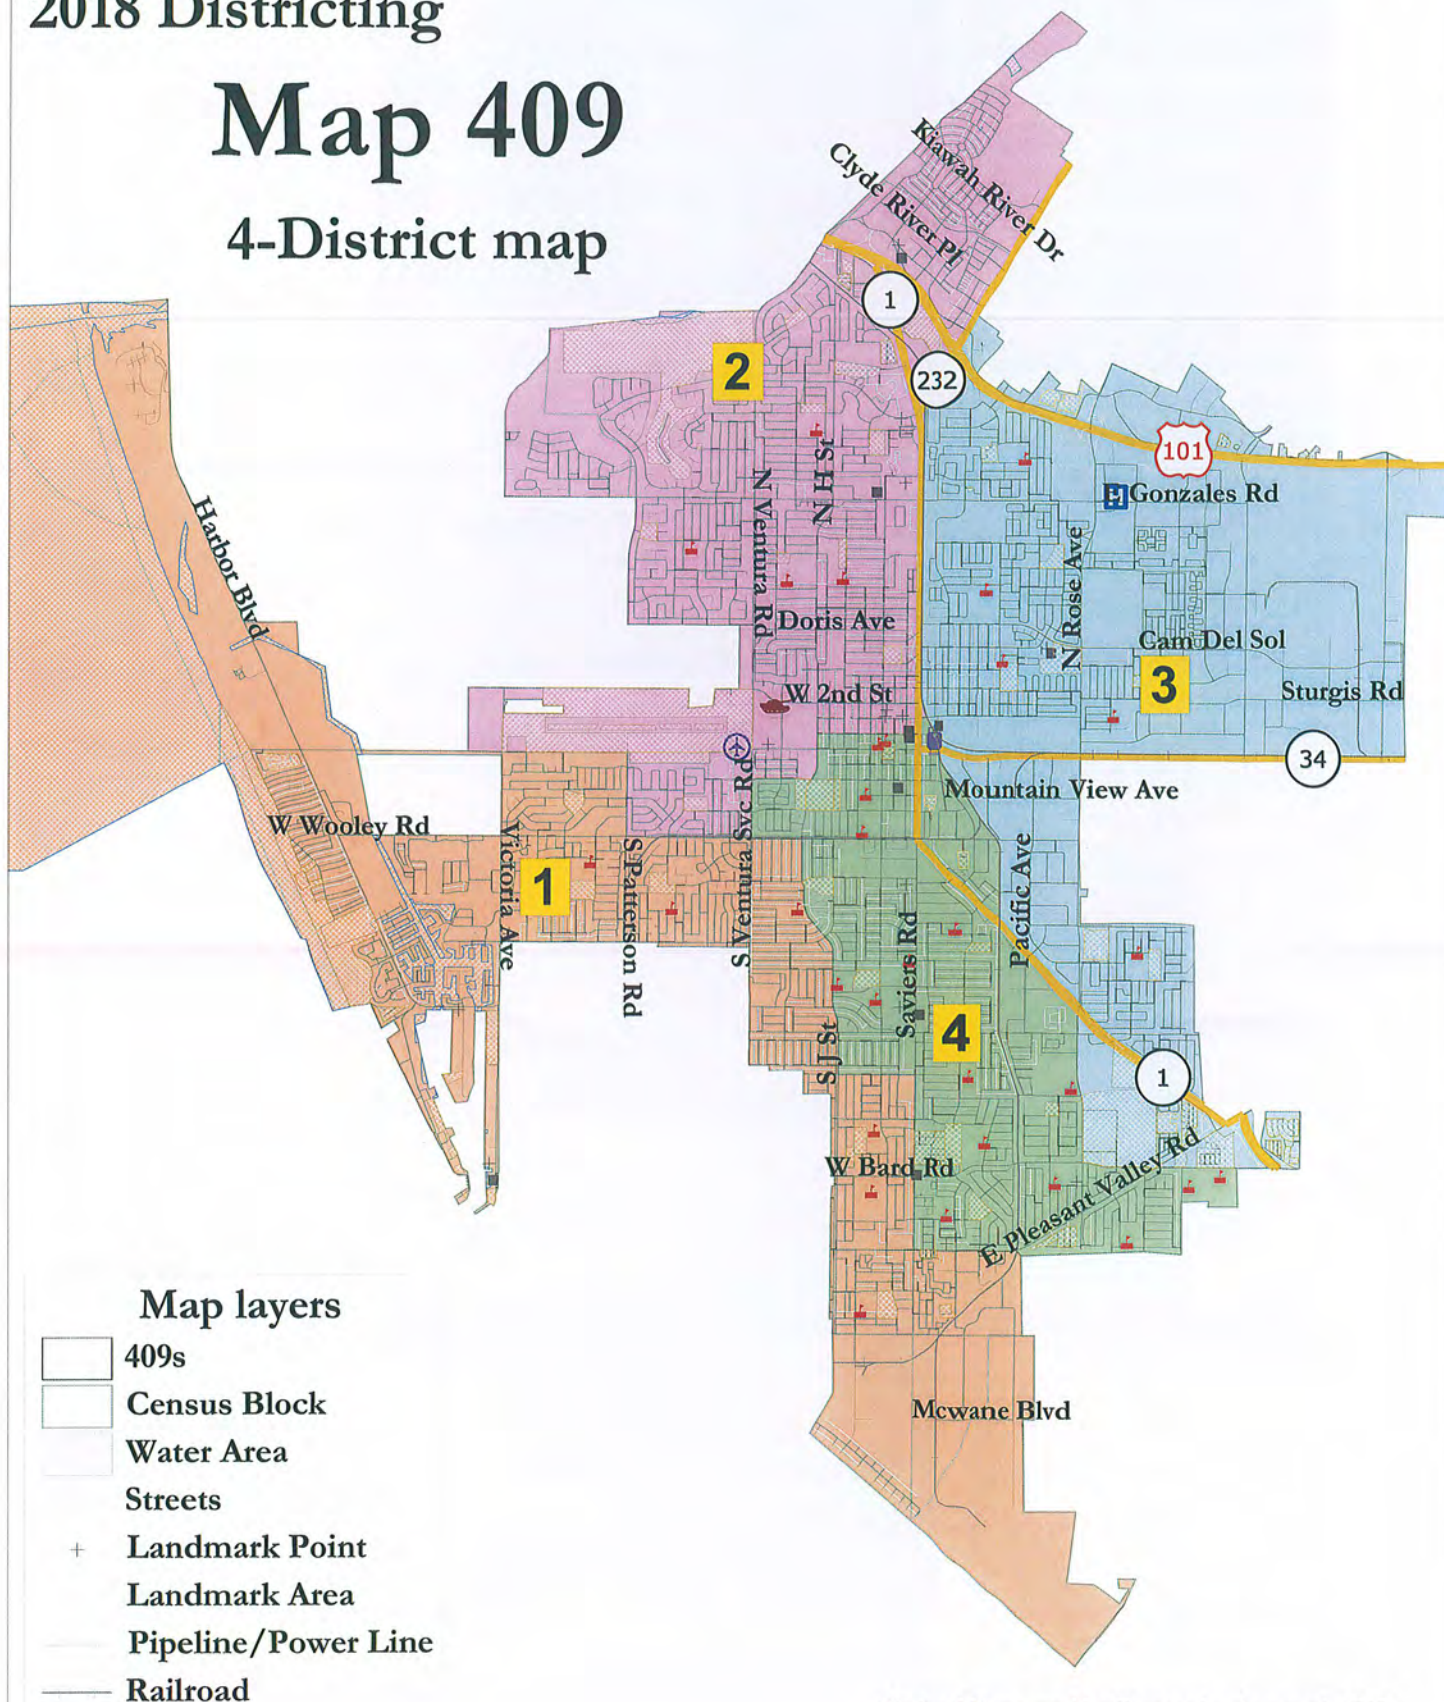 2018 Districting
Map 409
4-District map
Kiawah River Dr
Clyde River Pl
1
2
232
101
N H St
E Gonzales Rd
H
Harbor Blvd
N Ventura Rd
N Rose Ave
Doris Ave
Cam Del Sol
3
W 2nd St
Sturgis Rd
34
Mountain View Ave
W Wooley Rd
Victoria Ave
1
S Patterson Rd
S Ventura Svc Rd
Pacific Ave
Saviers Rd
4
S J St
1
W Bard Rd
E Pleasant Valley Rd
Mcwane Blvd
Map layers
409s
Census Block
Water Area
Streets
Landmark Point
Landmark Area
Pipeline/Power Line
Railroad